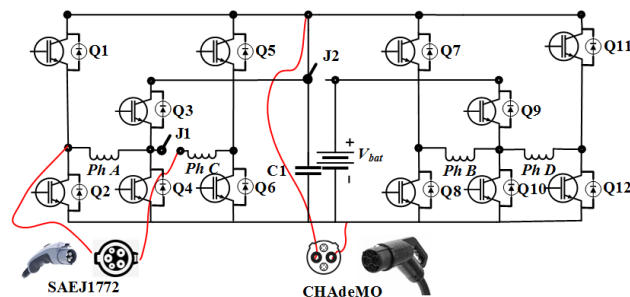 Q1 Q5 Q7 Q11
J2
Q3 Q9
J1
Ph A Ph C C1 + Vbat - Ph B Ph D
Q2 Q4 Q6 Q8 Q10 Q12
SAEJ1772 CHAdeMO